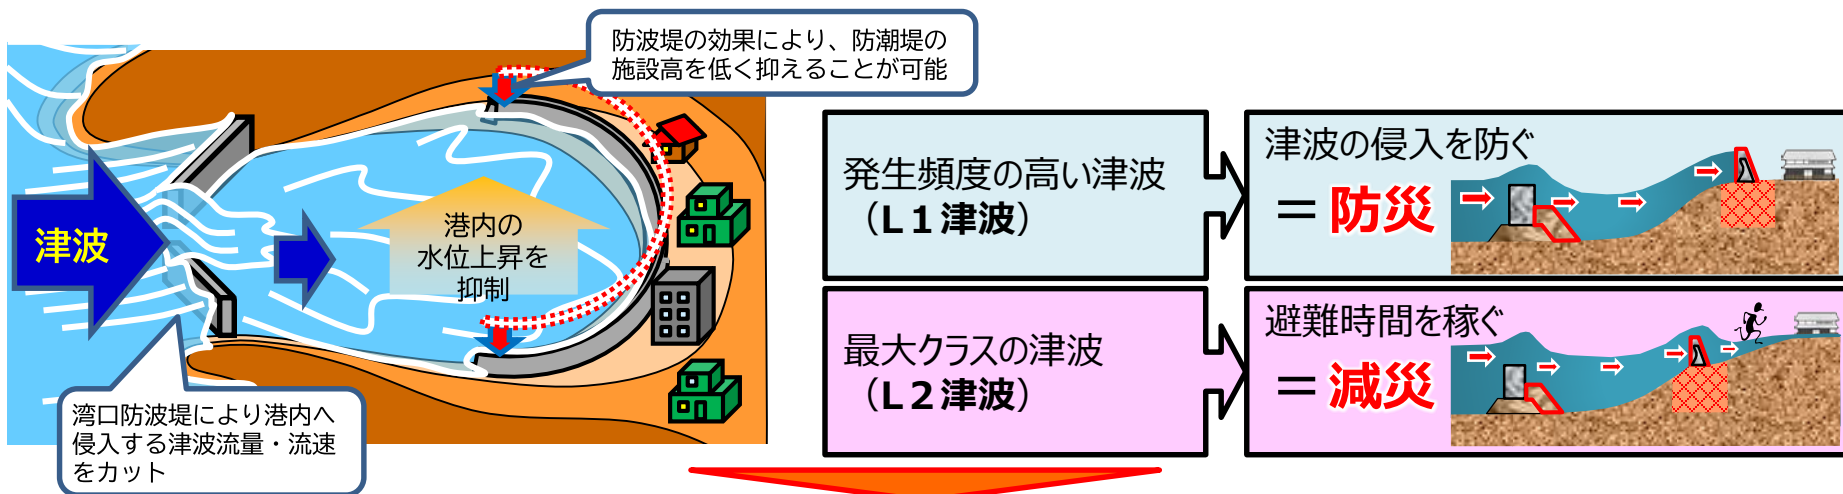 防波堤の効果により、防潮堤の
施設高を低く抑えることが可能
津波
港内の
水位上昇を
抑制
湾口防波堤により港内へ
侵入する津波流量・流速
をカット
発生頻度の高い津波
（L１津波）
津波の侵入を防ぐ
＝防災
最大クラスの津波
（L２津波）
避難時間を稼ぐ
＝減災